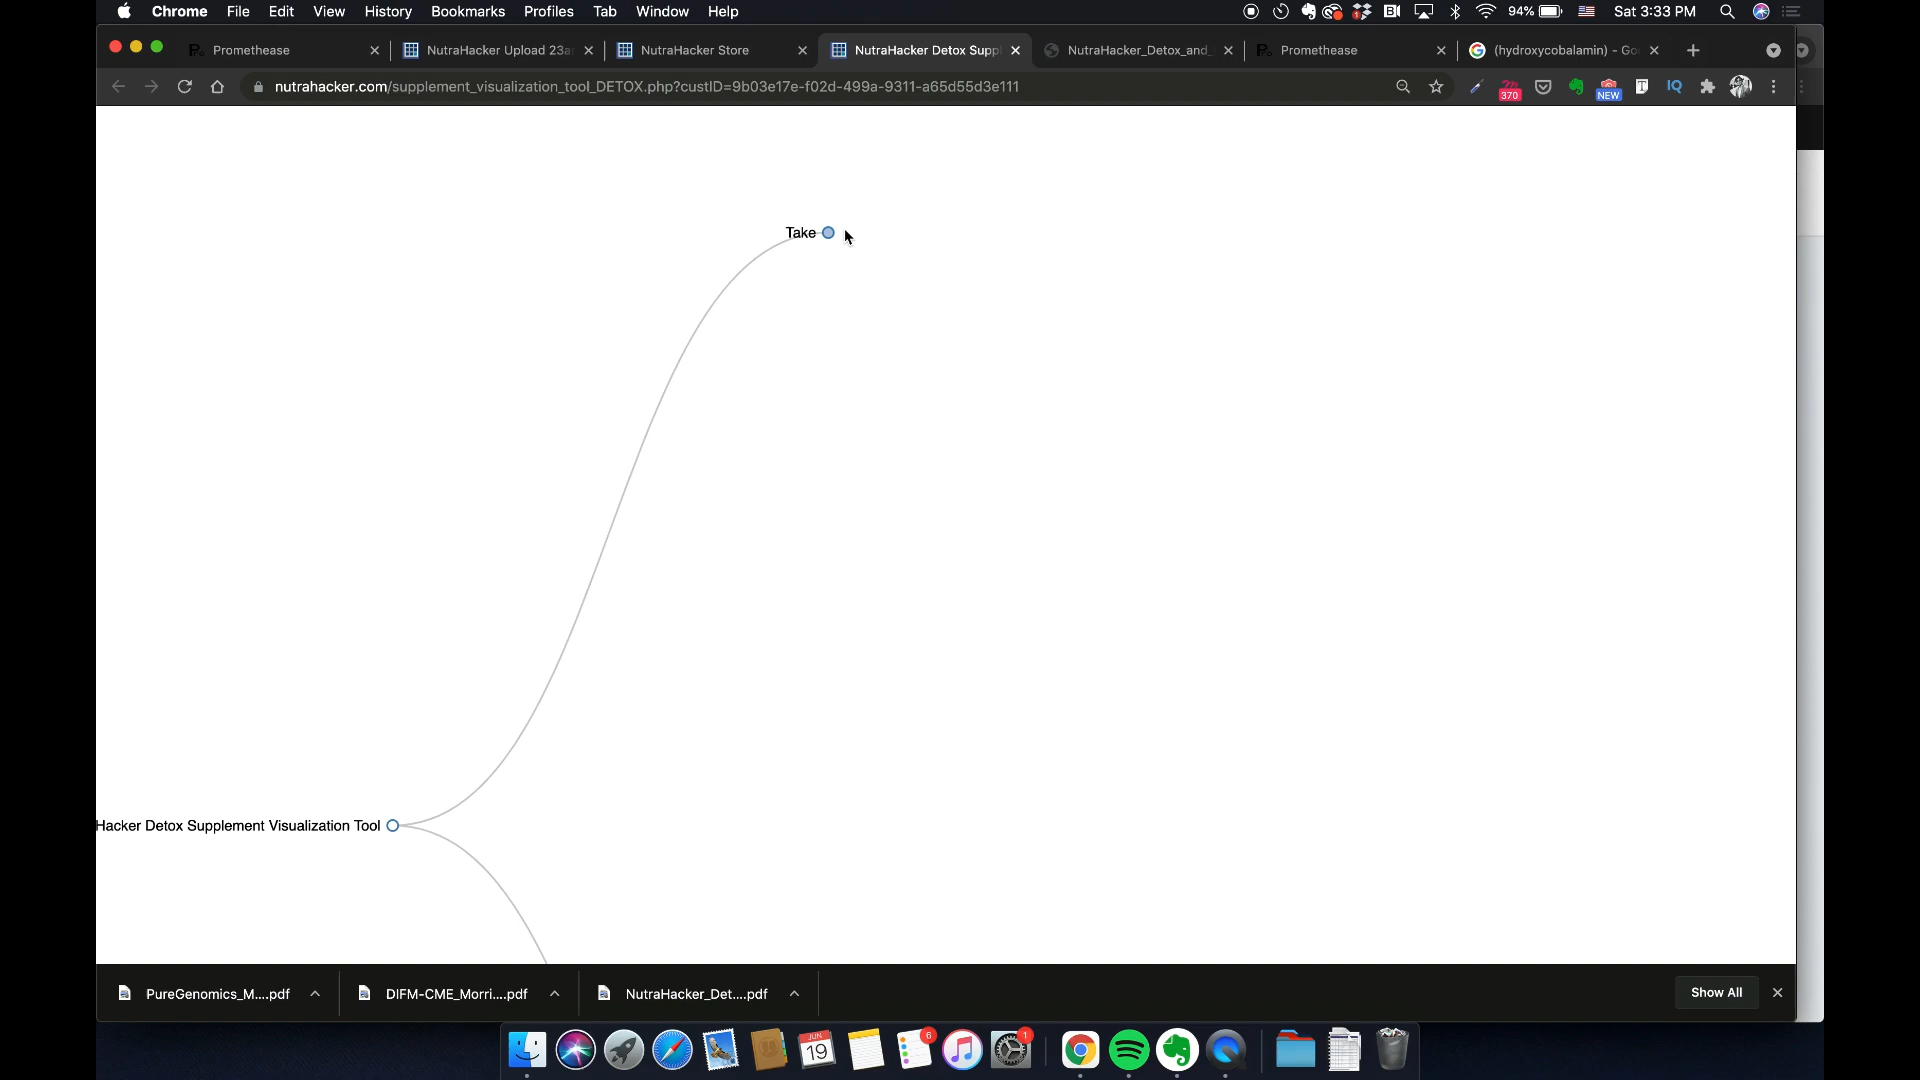 Chrome File Edit View History Bookmarks Profiles Tab Window Help 94% Sat 3:33 PM
Promethease NutraHacker Upload 23a NutraHacker Store NutraHacker Detox Suppl NutraHacker_Detox_and_ Promethease (hydroxycobalamin) - Go
nutrahacker.com/supplement_visualization_tool_DETOX.php?custID=9b03e17e-f02d-499a-9311-a65d55d3e111
370 NEW IQ
Take
Hacker Detox Supplement Visualization Tool
PureGenomics_M....pdf DIFM-CME_Morri....pdf NutraHacker_Det....pdf Show All
JUN 19 6 1